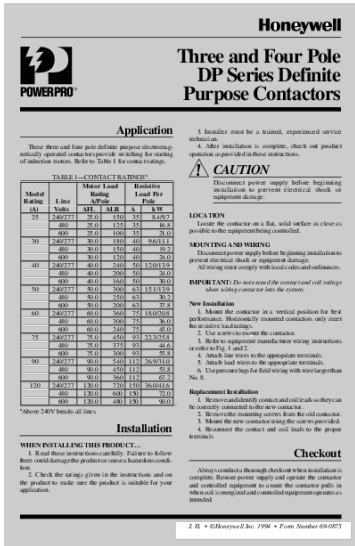 Honeywell
POWERPRO™
Three and Four Pole
DP Series Definite
Purpose Contactors
Application
These three and four pole definite purpose electromag-
netically operated contactors provide switching for starting
of induction motors. Refer to Table 1 for contact ratings.
TABLE 1—CONTACT RATINGSª.
Model Rating (A) Line Volts Motor Load Rating A/Pole AFL ALR Resistive Load Per Pole A kW
25 240/277 25.0 150 35 8.4/9.7
480 25.0 125 35 16.8
600 25.0 100 35 21.0
30 240/277 30.0 180 40 9.6/11.1
480 30.0 150 40 19.2
600 30.0 120 40 24.0
40 240/277 40.0 240 50 12.0/13.9
480 40.0 200 50 24.0
600 40.0 160 50 30.0
50 240/277 50.0 300 63 15.1/13.9
480 50.0 250 63 30.2
600 50.0 200 63 37.8
60 240/277 60.0 360 75 18.0/20.8
480 60.0 300 75 36.0
600 60.0 240 75 45.0
75 240/277 75.0 450 93 22.3/25.8
480 75.0 375 93 44.6
600 75.0 300 93 55.8
90 240/277 90.0 540 112 26.9/31.0
480 90.0 450 112 53.8
600 90.0 360 112 67.2
120 240/277 120.0 720 150 36.0/41.6
480 120.0 600 150 72.0
600 120.0 480 150 90.0
ªAbove 240V breaks all lines.
Installation
WHEN INSTALLING THIS PRODUCT…
1. Read these instructions carefully. Failure to follow
them could damage the product or cause a hazardous condi-
tion.
2. Check the ratings given in the instructions and on
the product to make sure the product is suitable for your
application.
3. Installer must be a trained, experienced service
technician.
4. After installation is complete, check out product
operation as provided in these instructions.
CAUTION
Disconnect power supply before beginning
installation to prevent electrical shock or
equipment damage.
LOCATION
Locate the contactor on a flat, solid surface as close as
possible to the equipment being controlled.
MOUNTING AND WIRING
Disconnect power supply before beginning installation to
prevent electrical shock or equipment damage.
All wiring must comply with local codes and ordinances.
IMPORTANT: Do not exceed the contact and coil ratings
when wiring contactor into the system.
New Installation
1. Mount the contactor in a vertical position for best
performance. Horizontally mounted contactors only meet
the resistive load ratings.
2. Use screws to mount the contactor.
3. Refer to equipment manufacturer wiring instructions
or refer to Fig. 1 and 2.
4. Attach line wires to the appropriate terminals.
5. Attach load wires to the appropriate terminals.
6. Use pressure lugs for field wiring with wire larger than
No. 8.
Replacement Installation
1. Remove and identify contact and coil leads so they can
be correctly connected to the new contactor.
2. Remove the mounting screws from the old contactor.
3. Mount the new contactor using the screws provided.
4. Reconnect the contact and coil leads to the proper
terminals
Checkout
Always conduct a thorough checkout when installation is
complete. Restore power supply and operate the contactor
and controlled equipment to assure the contactor pulls in
when coil is energized and controlled equipment operates as
intended.
J. H. • ©Honeywell Inc. 1994 • Form Number 69-0875